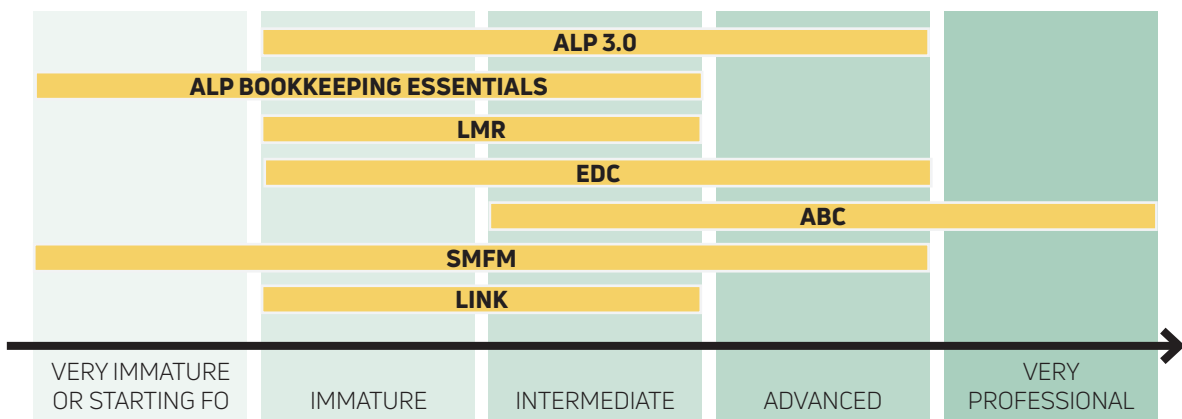 ALP 3.0
ALP BOOKKEEPING ESSENTIALS
LMR
EDC
ABC
SMFM
LINK
VERY IMMATURE
OR STARTING FO
IMMATURE
INTERMEDIATE
ADVANCED
VERY
PROFESSIONAL